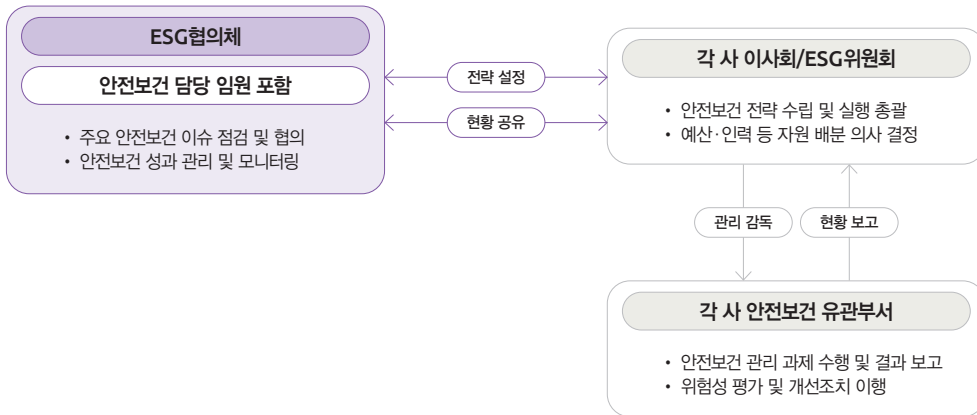 ESG협의체
안전보건 담당 임원 포함
• 주요 안전보건 이슈 점검 및 협의
• 안전보건 성과 관리 및 모니터링
전략 설정
현황 공유
각 사 이사회/ESG위원회
• 안전보건 전략 수립 및 실행 총괄
• 예산·인력 등 자원 배분 의사 결정
관리 감독
현황 보고
각 사 안전보건 유관부서
• 안전보건 관리 과제 수행 및 결과 보고
• 위험성 평가 및 개선조치 이행